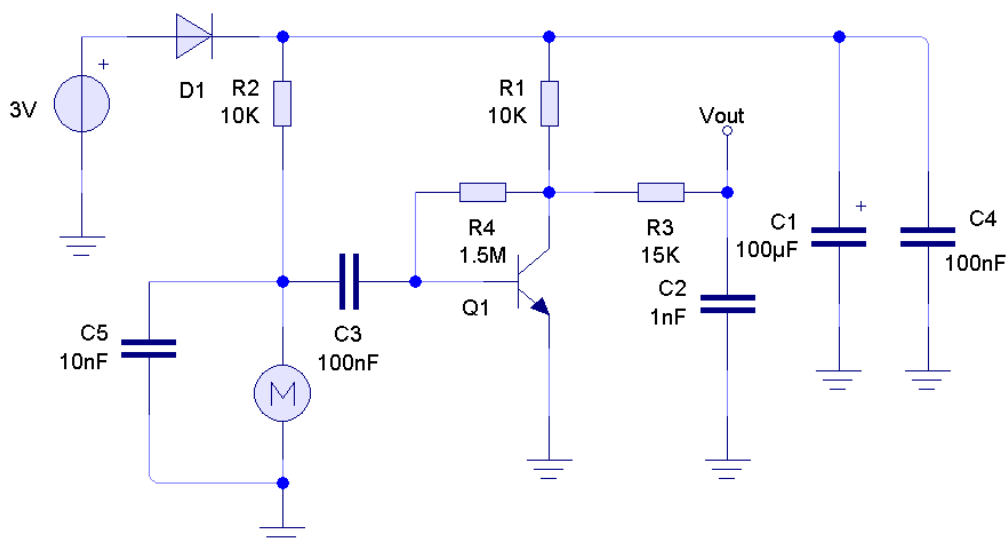 3V
+
D1
R2
10K
R1
10K
Vout
R4
1.5M
R3
15K
+
C1
100µF
C4
100nF
Q1
C2
1nF
C5
10nF
C3
100nF
M